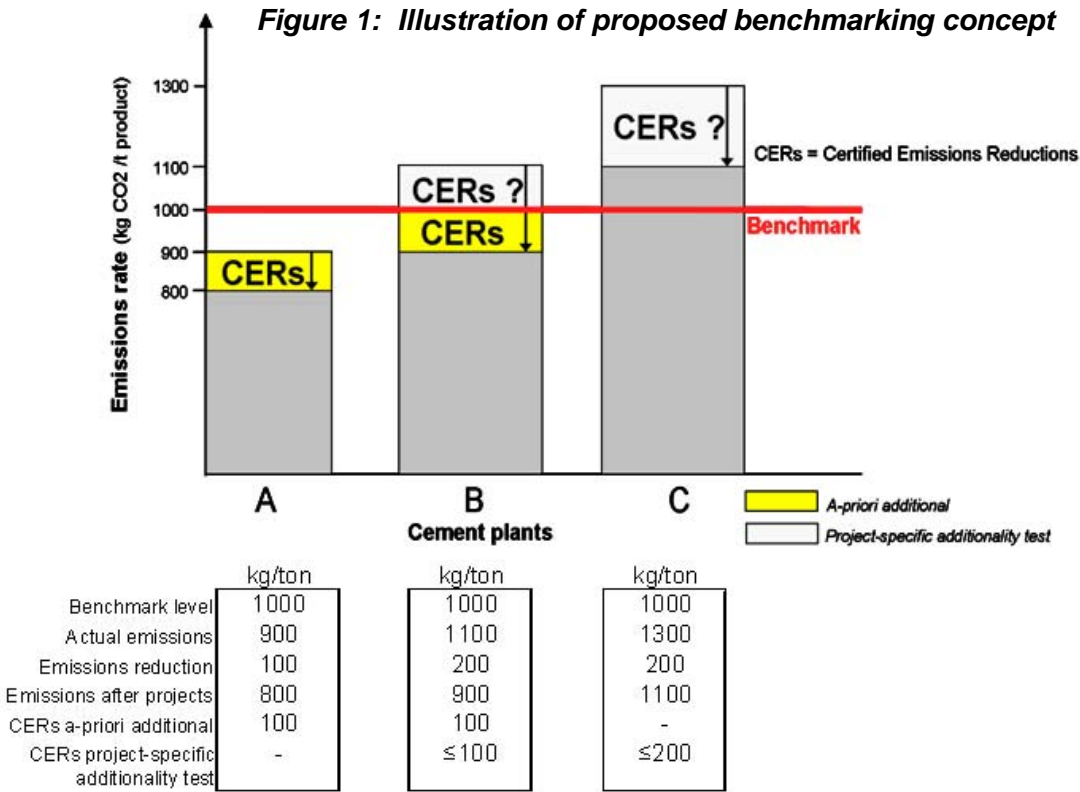 Figure 1: Illustration of proposed benchmarking concept
Emissions rate (kg CO2 /t product)
1300
1100
1000
900
800
CERs
CERs ?
CERs
CERs ?
CERs = Certified Emissions Reductions
Benchmark
A
B
C
Cement plants
A-priori additional
Project-specific additionality test
kg/ton kg/ton kg/ton
Benchmark level 1000 1000 1000
Actual emissions 900 1100 1300
Emissions reduction 100 200 200
Emissions after projects 800 900 1100
CERs a-priori additional 100 100 -
CERs project-specific - ≤100 ≤200
additionality test